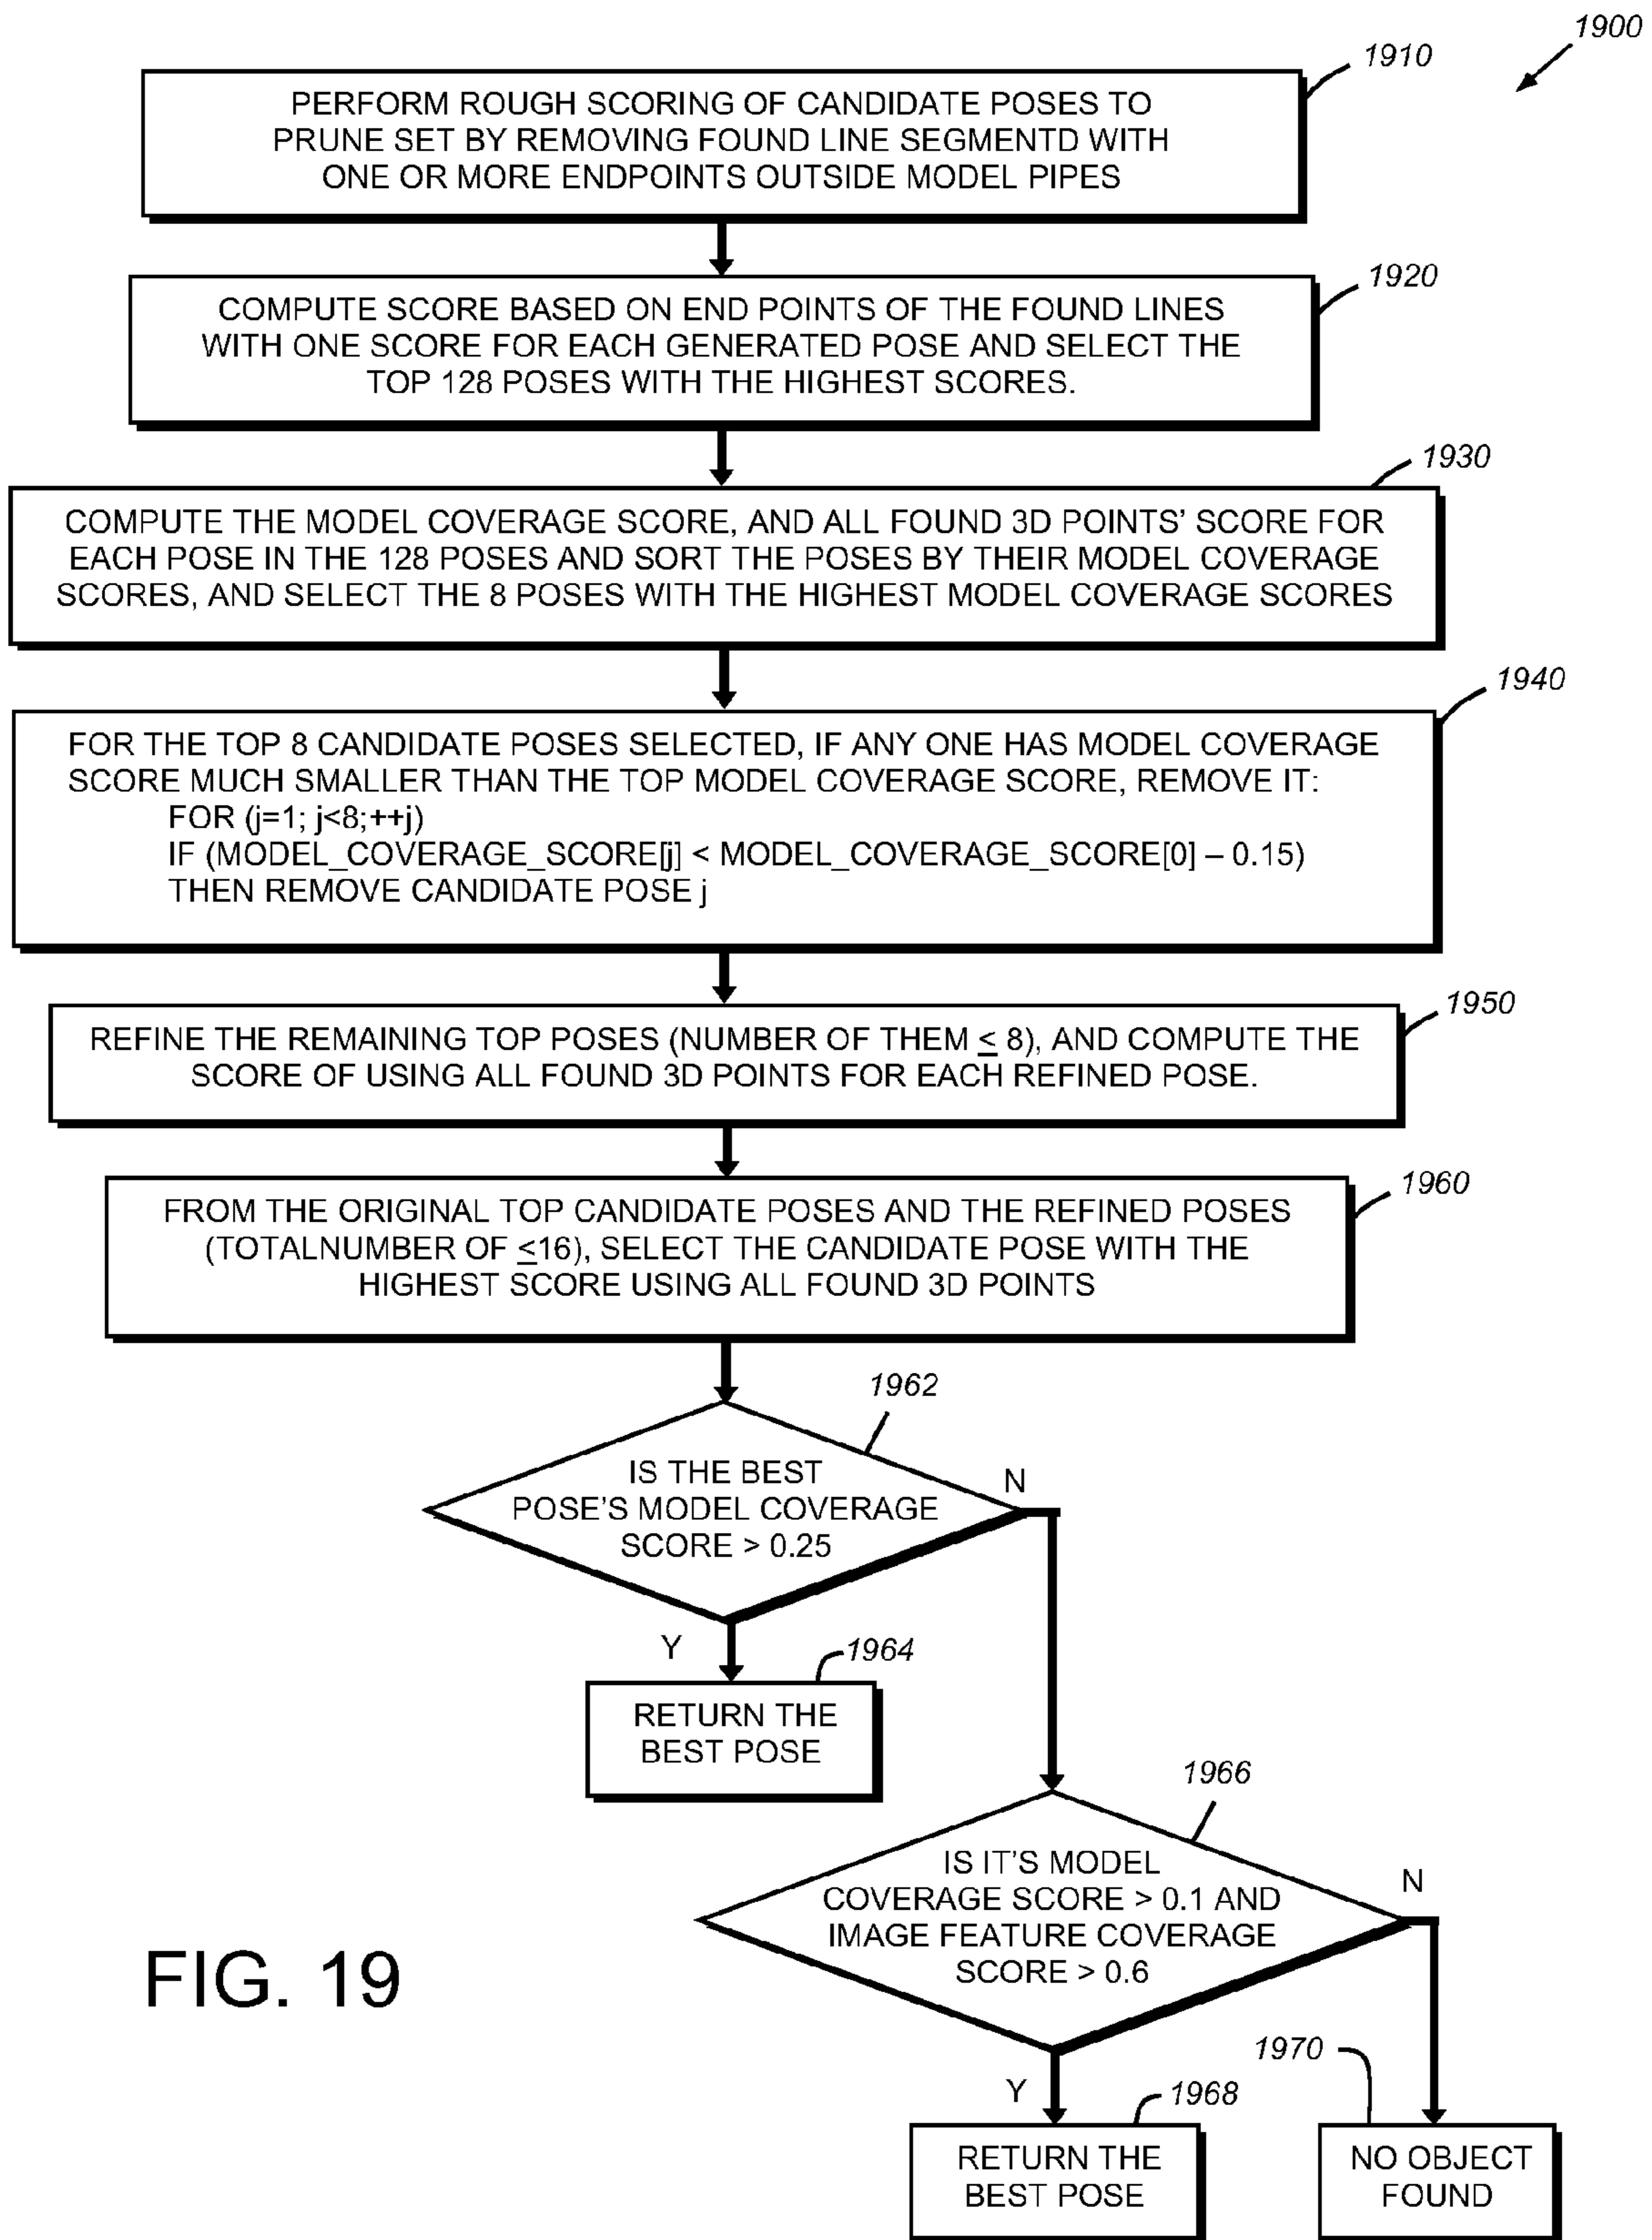 1900
1910
PERFORM ROUGH SCORING OF CANDIDATE POSES TO
PRUNE SET BY REMOVING FOUND LINE SEGMENTD WITH
ONE OR MORE ENDPOINTS OUTSIDE MODEL PIPES
1920
COMPUTE SCORE BASED ON END POINTS OF THE FOUND LINES
WITH ONE SCORE FOR EACH GENERATED POSE AND SELECT THE
TOP 128 POSES WITH THE HIGHEST SCORES.
1930
COMPUTE THE MODEL COVERAGE SCORE, AND ALL FOUND 3D POINTS' SCORE FOR
EACH POSE IN THE 128 POSES AND SORT THE POSES BY THEIR MODEL COVERAGE
SCORES, AND SELECT THE 8 POSES WITH THE HIGHEST MODEL COVERAGE SCORES
1940
FOR THE TOP 8 CANDIDATE POSES SELECTED, IF ANY ONE HAS MODEL COVERAGE
SCORE MUCH SMALLER THAN THE TOP MODEL COVERAGE SCORE, REMOVE IT:
FOR (j=1; j<8;++j)
IF (MODEL_COVERAGE_SCORE[j] < MODEL_COVERAGE_SCORE[0] – 0.15)
THEN REMOVE CANDIDATE POSE j
1950
REFINE THE REMAINING TOP POSES (NUMBER OF THEM ≤ 8), AND COMPUTE THE
SCORE OF USING ALL FOUND 3D POINTS FOR EACH REFINED POSE.
1960
FROM THE ORIGINAL TOP CANDIDATE POSES AND THE REFINED POSES
(TOTALNUMBER OF ≤16), SELECT THE CANDIDATE POSE WITH THE
HIGHEST SCORE USING ALL FOUND 3D POINTS
1962
IS THE BEST
POSE'S MODEL COVERAGE
SCORE > 0.25
N
Y
1964
RETURN THE
BEST POSE
1966
IS IT'S MODEL
COVERAGE SCORE > 0.1 AND
IMAGE FEATURE COVERAGE
SCORE > 0.6
N
Y
1968
RETURN THE
BEST POSE
1970
NO OBJECT
FOUND
FIG. 19